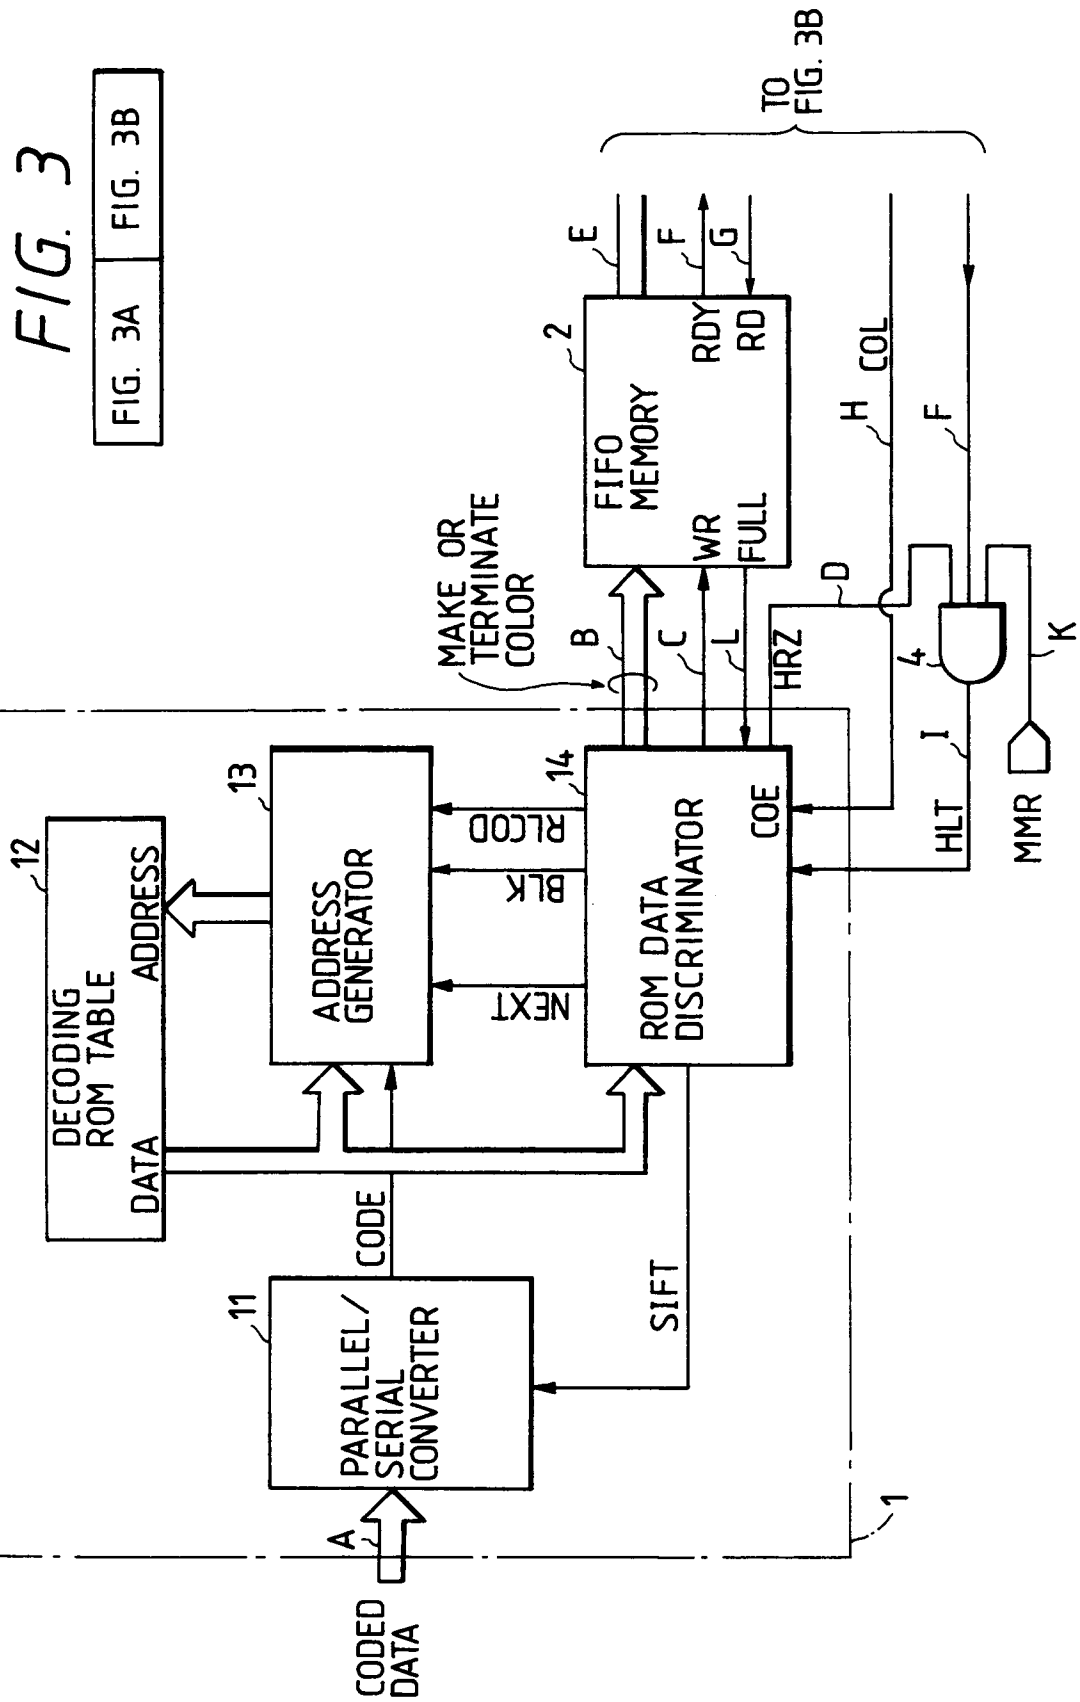 FIG. 3
FIG. 3A
FIG. 3B
12
DECODING
ROM TABLE
DATA
ADDRESS
13
ADDRESS
GENERATOR
11
PARALLEL/
SERIAL
CONVERTER
CODE
A
CODED
DATA
NEXT
BLK
RLCOD
14
ROM DATA
DISCRIMINATOR
COE
SIFT
1
MAKE OR
TERMINATE
COLOR
B
C
L
HRZ
D
2
FIFO
MEMORY
WR
FULL
RDY
RD
E
F
G
TO
FIG. 3B
H
COL
F
4
I
HLT
K
MMR